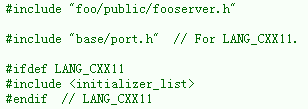 #include "foo/public/fooserver.h"
#include "base/port.h"  // For LANG_CXX11.
#ifdef LANG_CXX11
#include <initializer_list>
#endif  // LANG_CXX11